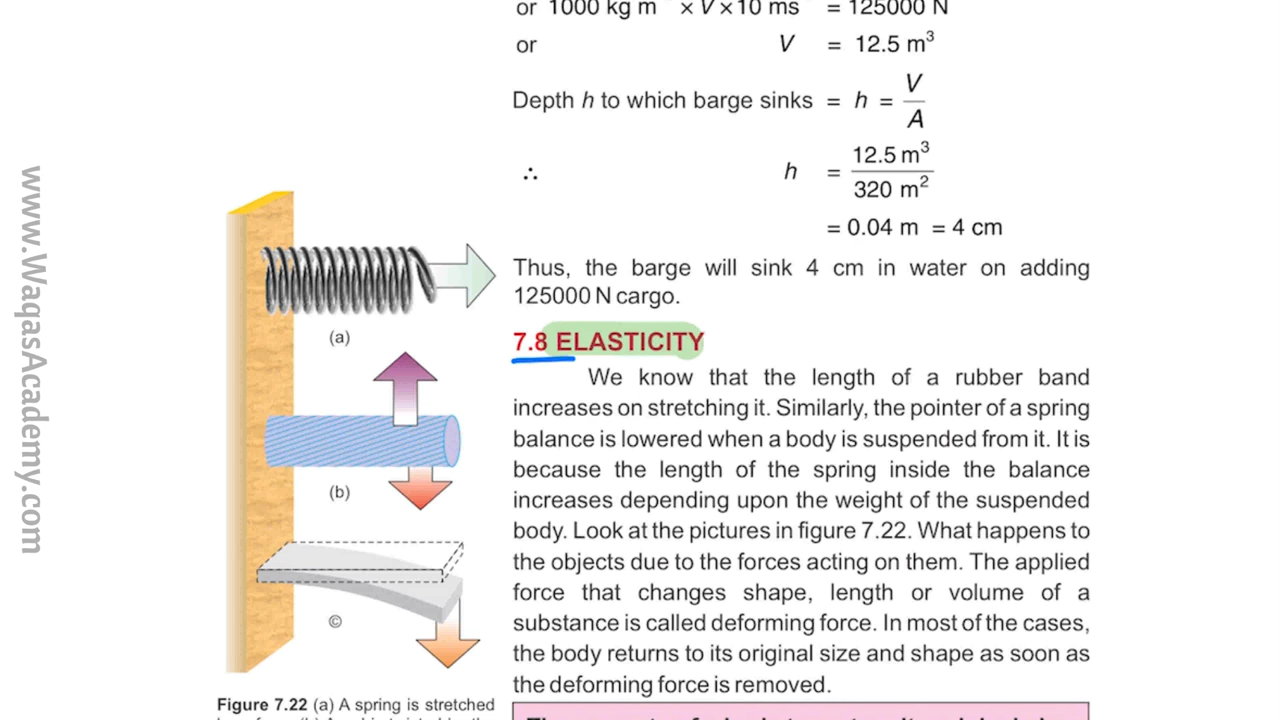 or 1000 kg m × V × 10 ms = 125000 N
or V = 12.5 m³
Depth h to which barge sinks = h = V/A
∴ h = 12.5 m³ / 320 m²
= 0.04 m = 4 cm
Thus, the barge will sink 4 cm in water on adding
125000 N cargo.
7.8 ELASTICITY
We know that the length of a rubber band
increases on stretching it. Similarly, the pointer of a spring
balance is lowered when a body is suspended from it. It is
because the length of the spring inside the balance
increases depending upon the weight of the suspended
body. Look at the pictures in figure 7.22. What happens to
the objects due to the forces acting on them. The applied
force that changes shape, length or volume of a
substance is called deforming force. In most of the cases,
the body returns to its original size and shape as soon as
the deforming force is removed.
(a)
(b)
©
Figure 7.22 (a) A spring is stretched
www.WaqasAcademy.com